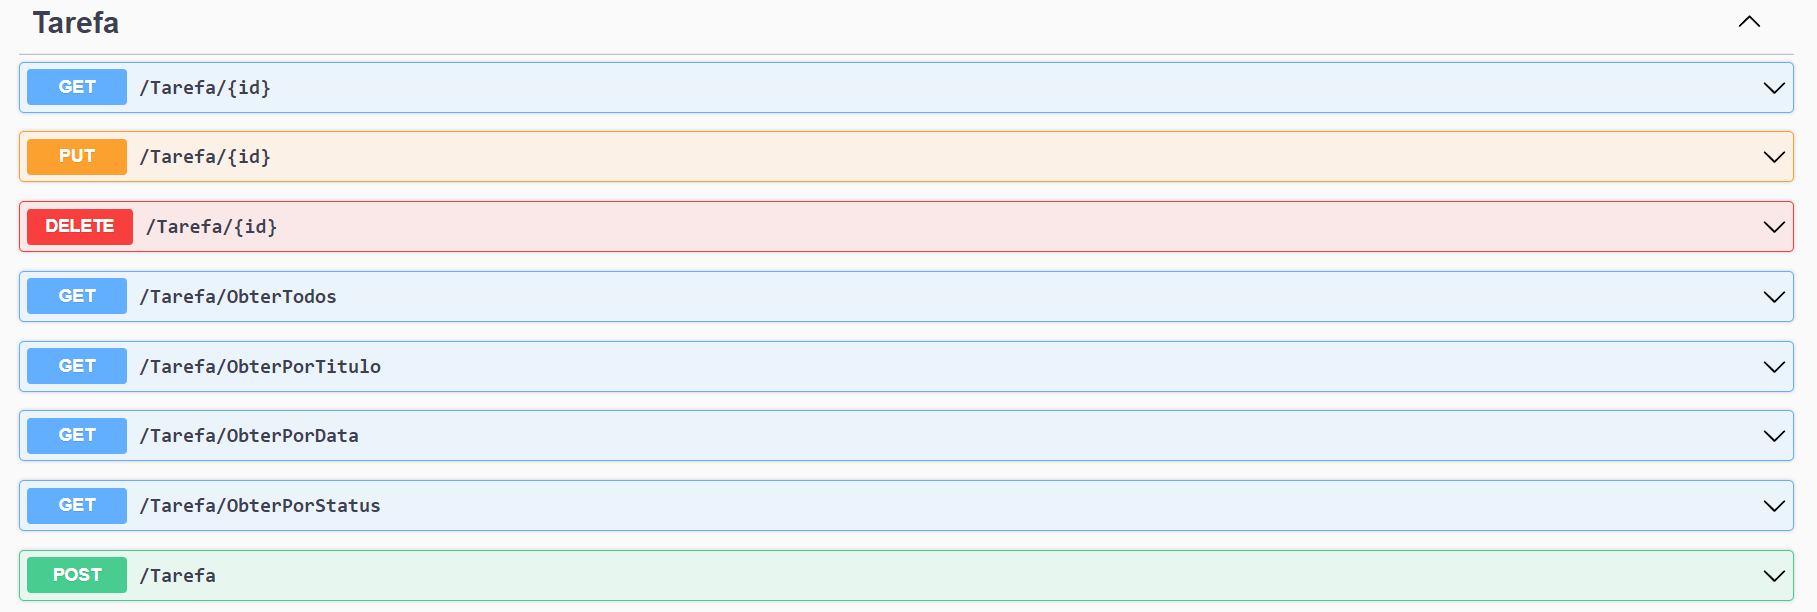 Tarefa
GET /Tarefa/{id}
PUT /Tarefa/{id}
DELETE /Tarefa/{id}
GET /Tarefa/ObterTodos
GET /Tarefa/ObterPorTitulo
GET /Tarefa/ObterPorData
GET /Tarefa/ObterPorStatus
POST /Tarefa